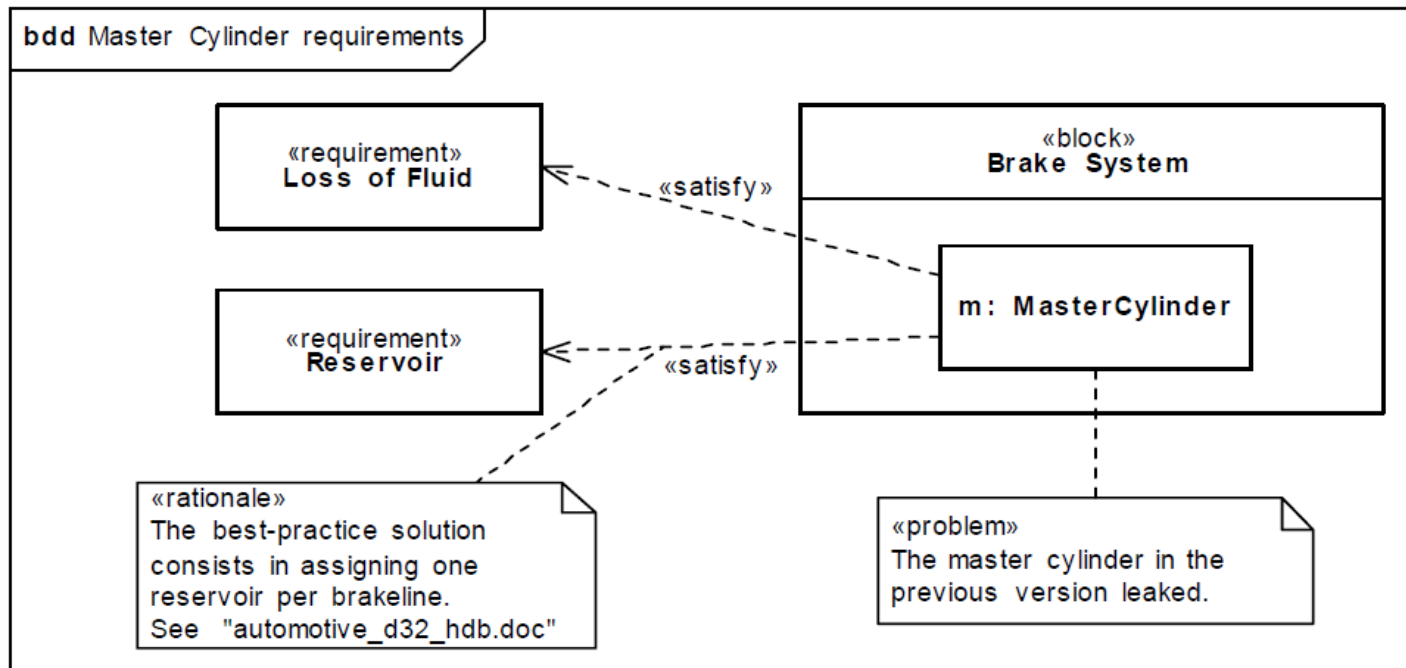 bdd Master Cylinder requirements
«requirement»
Loss of Fluid
«satisfy»
«block»
Brake System
m: MasterCylinder
«requirement»
Reservoir
«satisfy»
«rationale»
The best-practice solution
consists in assigning one
reservoir per brakeline.
See "automotive_d32_hdb.doc"
«problem»
The master cylinder in the
previous version leaked.